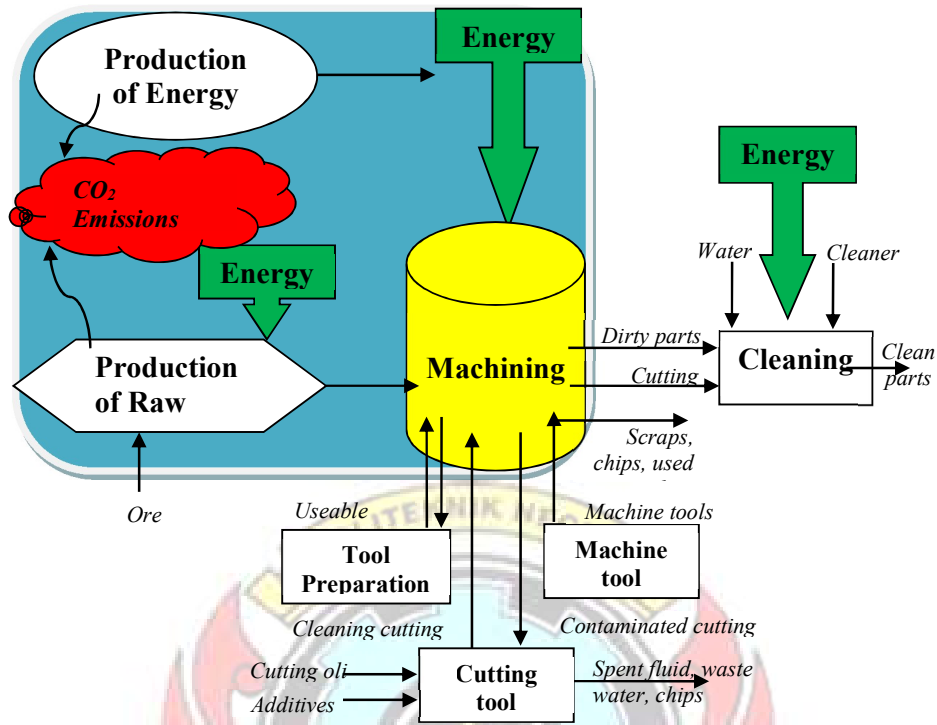 Production
of Energy
Energy
CO₂
Emissions
Energy
Energy
Water
Cleaner
Production
of Raw
Machining
Dirty parts
Cutting
Cleaning
Clean
parts
Scraps,
chips, used
Ore
Useable
Tool
Preparation
Machine tools
Machine
tool
Cleaning cutting
Contaminated cutting
Cutting oli
Additives
Cutting
tool
Spent fluid, waste
water, chips